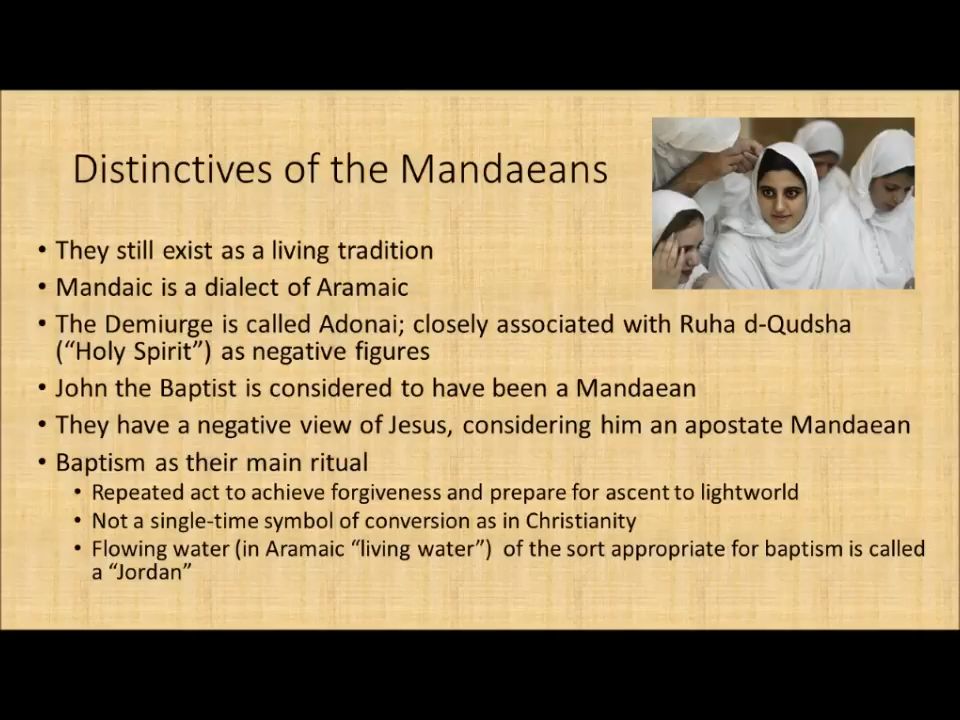 Distinctives of the Mandaeans
• They still exist as a living tradition
• Mandaic is a dialect of Aramaic
• The Demiurge is called Adonai; closely associated with Ruha d-Qudsha
(“Holy Spirit”) as negative figures
• John the Baptist is considered to have been a Mandaean
• They have a negative view of Jesus, considering him an apostate Mandaean
• Baptism as their main ritual
• Repeated act to achieve forgiveness and prepare for ascent to lightworld
• Not a single-time symbol of conversion as in Christianity
• Flowing water (in Aramaic “living water”) of the sort appropriate for baptism is called
a “Jordan”